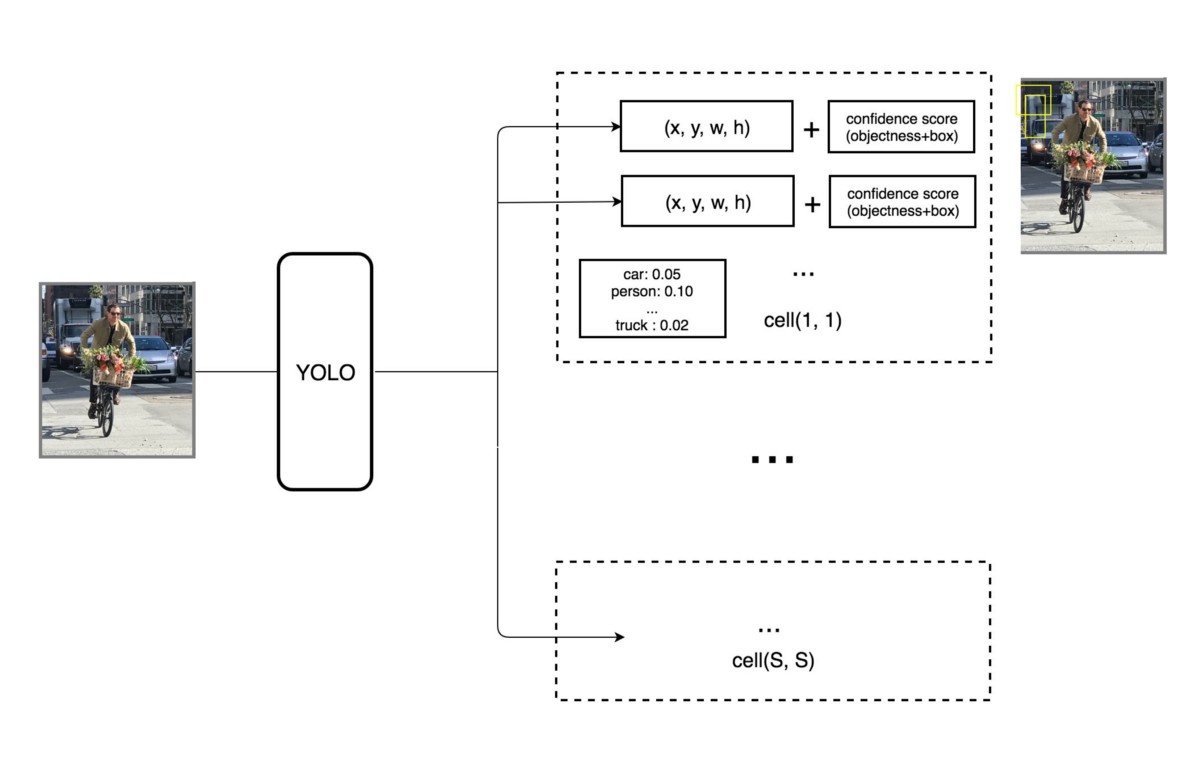 (x, y, w, h)
+
confidence score
(objectness+box)
(x, y, w, h)
+
confidence score
(objectness+box)
car: 0.05
person: 0.10
...
truck : 0.02
...
cell(1, 1)
YOLO
...
...
cell(S, S)